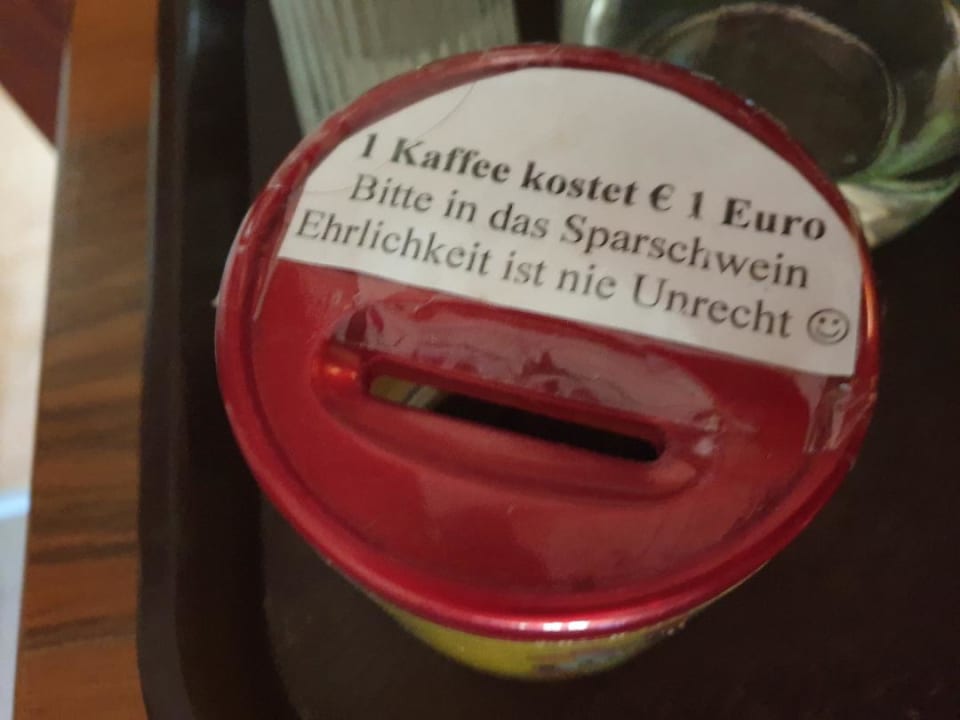 1 Kaffee kostet € 1 Euro
Bitte in das Sparschwein
Ehrlichkeit ist nie Unrecht ☺